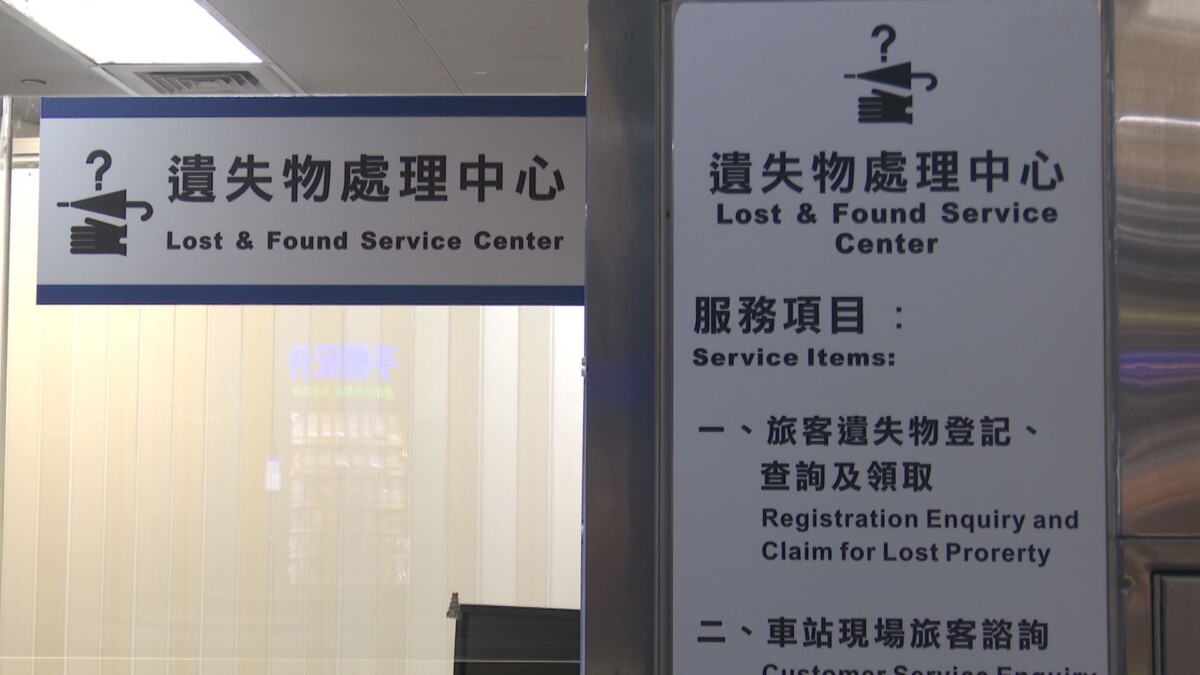 遺失物處理中心
Lost & Found Service Center
遺失物處理中心
Lost & Found Service
Center
服務項目：
Service Items:
一、旅客遺失物登記、
查詢及領取
Registration Enquiry and
Claim for Lost Prorerty
二、車站現場旅客諮詢
Customer Service Enquiry